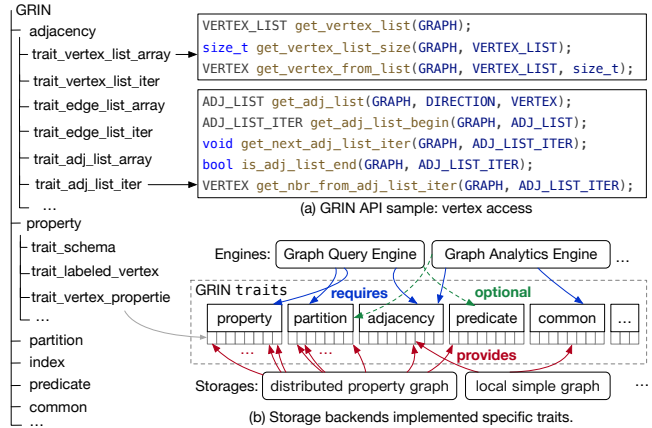 GRIN
adjacency
trait_vertex_list_array
trait_vertex_list_iter
trait_edge_list_array
trait_edge_list_iter
trait_adj_list_array
trait_adj_list_iter
...
property
trait_schema
trait_labeled_vertex
trait_vertex_propertie
...
partition
index
predicate
common
...
VERTEX_LIST get_vertex_list(GRAPH);
size_t get_vertex_list_size(GRAPH, VERTEX_LIST);
VERTEX get_vertex_from_list(GRAPH, VERTEX_LIST, size_t);
ADJ_LIST get_adj_list(GRAPH, DIRECTION, VERTEX);
ADJ_LIST_ITER get_adj_list_begin(GRAPH, ADJ_LIST);
void get_next_adj_list_iter(GRAPH, ADJ_LIST_ITER);
bool is_adj_list_end(GRAPH, ADJ_LIST_ITER);
VERTEX get_nbr_from_adj_list_iter(GRAPH, ADJ_LIST_ITER);
(a) GRIN API sample: vertex access
Engines: Graph Query Engine Graph Analytics Engine ...
GRIN traits requires optional
property partition adjacency predicate common ...
... ... provides
Storages: distributed property graph local simple graph ...
(b) Storage backends implemented specific traits.